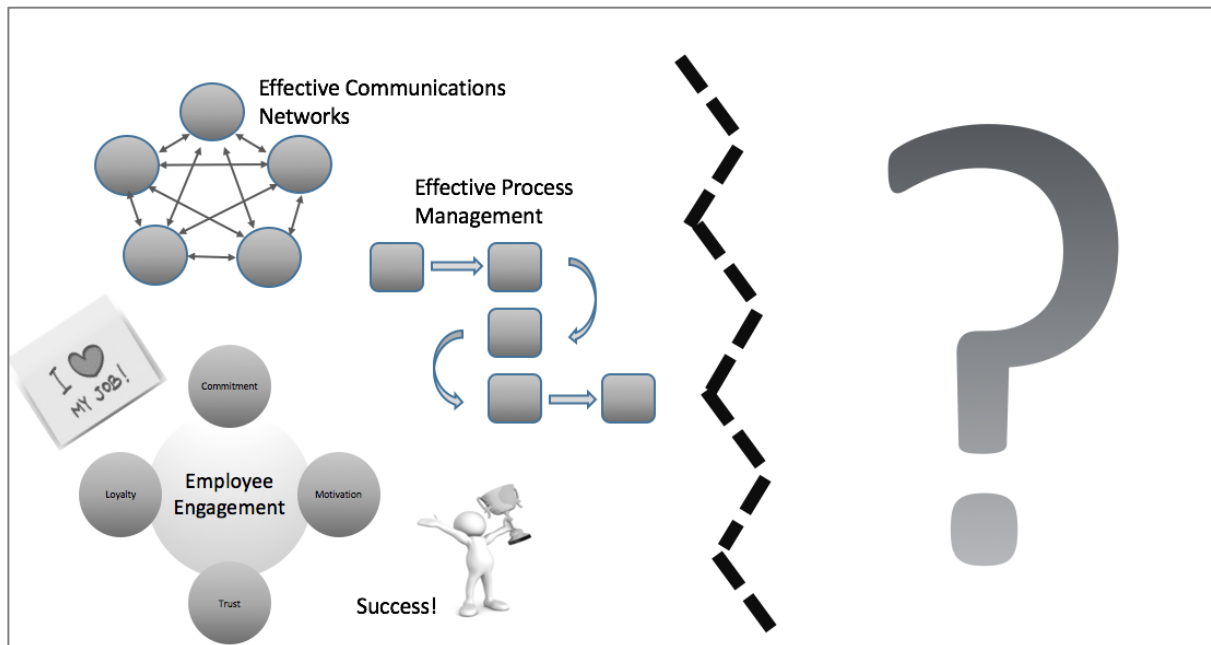 Effective Communications
Networks
Effective Process
Management
I ♥
MY JOB!
Commitment
Loyalty
Employee
Engagement
Motivation
Trust
Success!
?